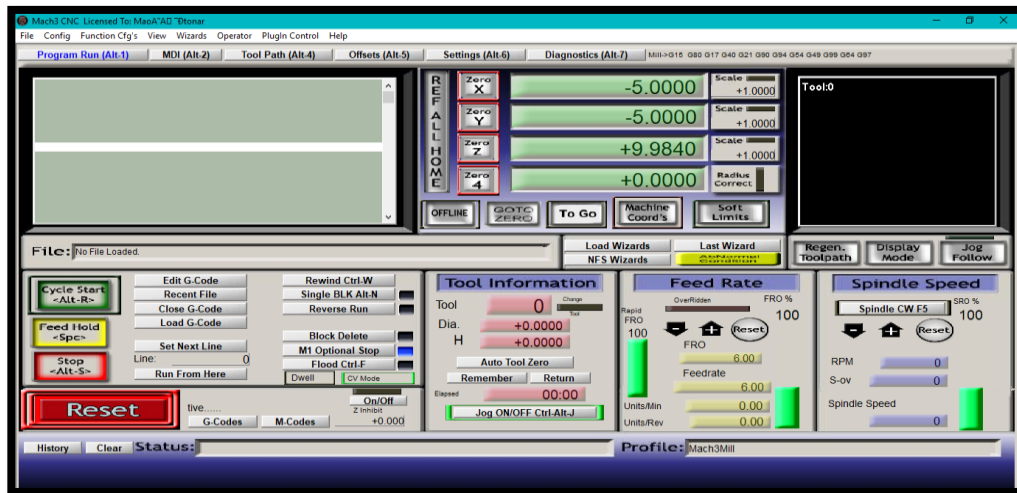 Mach3 CNC Licensed To: MaoA¨AD ¨Dtonar
File Config Function Cfg's View Wizards Operator PlugIn Control Help
Program Run (Alt-1) MDI (Alt-2) Tool Path (Alt-4) Offsets (Alt-5) Settings (Alt-6) Diagnostics (Alt-7) Mill->G15 G80 G17 G40 G21 G90 G94 G54 G49 G99 G64 G97
REF ALL HOME
Zero X -5.0000 Scale +1.0000
Zero Y -5.0000 Scale +1.0000
Zero Z +9.9840 Scale +1.0000
Zero 4 +0.0000 Radius Correct
OFFLINE GOTO ZERO To Go Machine Coord's Soft Limits
Tool:0
File: No File Loaded.
Load Wizards Last Wizard
NFS Wizards AbNormal Condition
Regen. Toolpath Display Mode Jog Follow
Cycle Start <Alt-R>
Feed Hold <Spc>
Stop <Alt-S>
Edit G-Code
Recent File
Close G-Code
Load G-Code
Set Next Line
Line: 0
Run From Here
Rewind Ctrl-W
Single BLK Alt-N
Reverse Run
Block Delete
M1 Optional Stop
Flood Ctrl-F
Dwell CV Mode
Reset
tive......
G-Codes M-Codes
On/Off
Z Inhibit
+0.000
Tool Information
Tool 0 Change Tool
Dia. +0.0000
H +0.0000
Auto Tool Zero
Remember Return
Elapsed 00:00
Jog ON/OFF Ctrl-Alt-J
Feed Rate
OverRidden FRO %
100
Rapid FRO
100
Reset
FRO
6.00
Feedrate
6.00
Units/Min 0.00
Units/Rev 0.00
Spindle Speed
Spindle CW F5 SRO %
100
Reset
RPM 0
S-ov 0
Spindle Speed
0
History Clear Status:
Profile: Mach3Mill